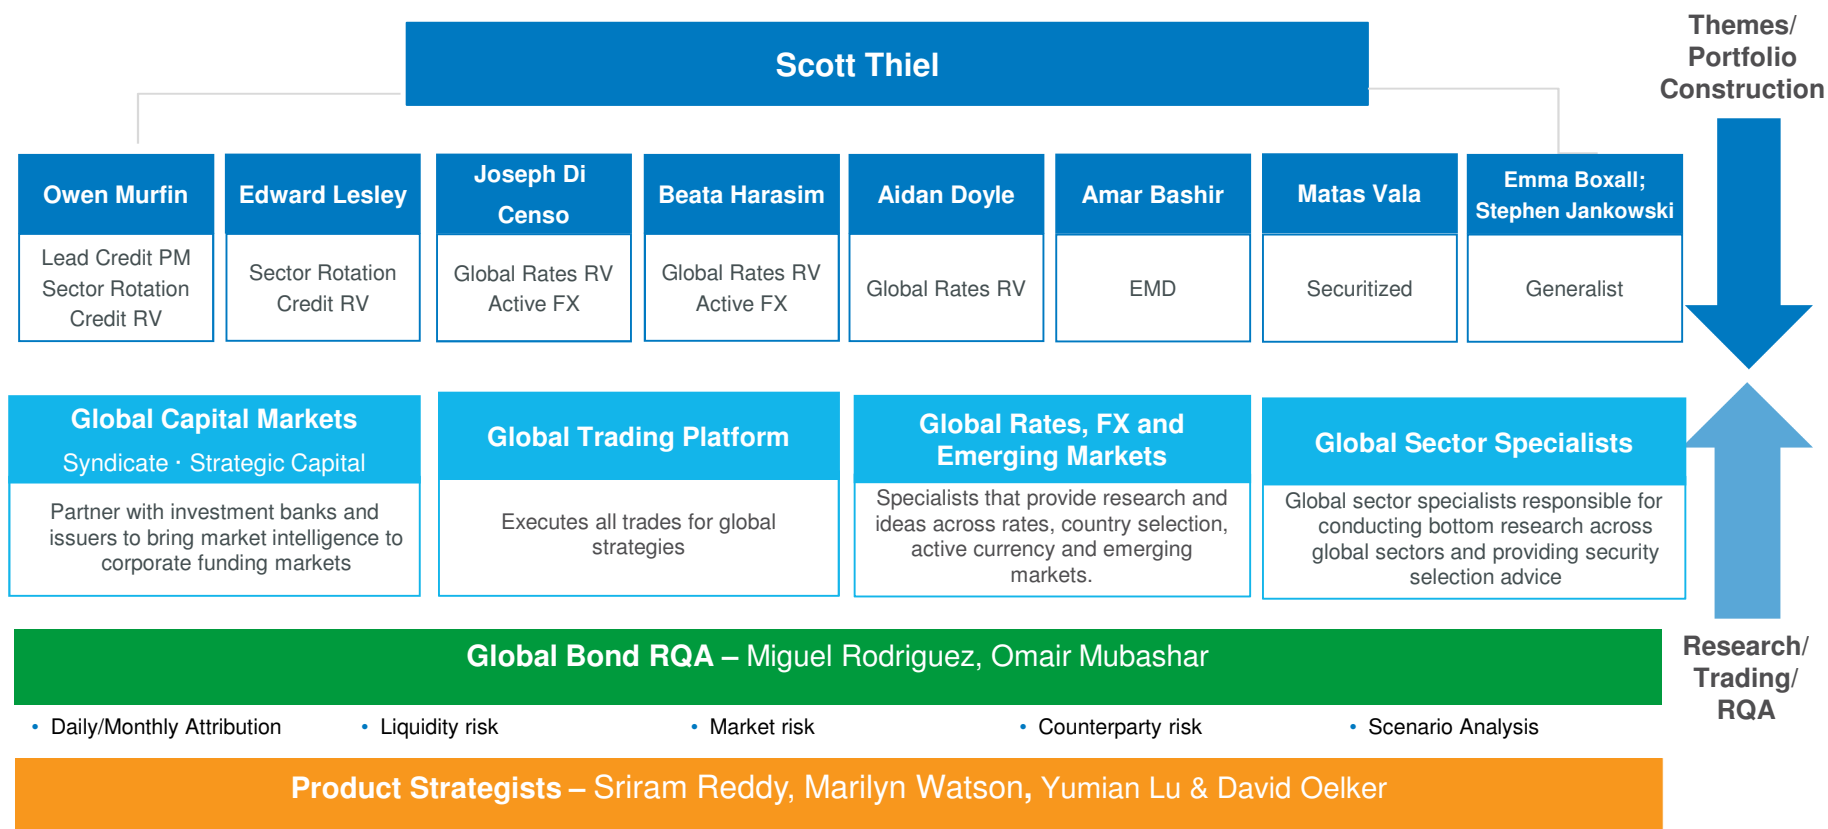 Themes/
Portfolio
Construction
Scott Thiel
Owen Murfin
Lead Credit PM
Sector Rotation
Credit RV
Edward Lesley
Sector Rotation
Credit RV
Joseph Di
Censo
Global Rates RV
Active FX
Beata Harasim
Global Rates RV
Active FX
Aidan Doyle
Global Rates RV
Amar Bashir
EMD
Matas Vala
Securitized
Emma Boxall;
Stephen Jankowski
Generalist
Global Capital Markets
Syndicate · Strategic Capital
Partner with investment banks and
issuers to bring market intelligence to
corporate funding markets
Global Trading Platform
Executes all trades for global
strategies
Global Rates, FX and
Emerging Markets
Specialists that provide research and
ideas across rates, country selection,
active currency and emerging
markets.
Global Sector Specialists
Global sector specialists responsible for
conducting bottom research across
global sectors and providing security
selection advice
Research/
Trading/
RQA
Global Bond RQA – Miguel Rodriguez, Omair Mubashar
• Daily/Monthly Attribution
• Liquidity risk
• Market risk
• Counterparty risk
• Scenario Analysis
Product Strategists – Sriram Reddy, Marilyn Watson, Yumian Lu & David Oelker